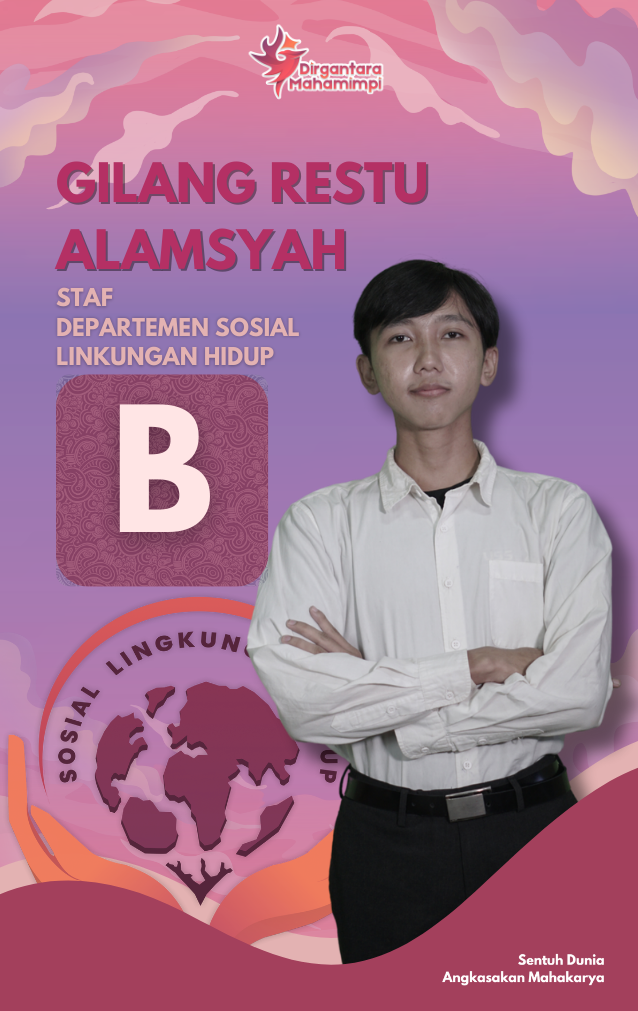 Dirgantara
Mahamimpi
GILANG RESTU
ALAMSYAH
STAF
DEPARTEMEN SOSIAL
LINKUNGAN HIDUP
B
SOSIAL LINGKUN
UP
Sentuh Dunia
Angkasakan Mahakarya